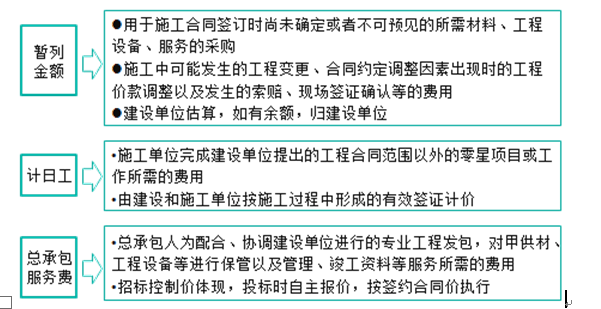 暂列
金额
●用于施工合同签订时尚未确定或者不可预见的所需材料、工程
设备、服务的采购
●施工中可能发生的工程变更、合同约定调整因素出现时的工程
价款调整以及发生的索赔、现场签证确认等的费用
●建设单位估算，如有余额，归建设单位
计日工
•施工单位完成建设单位提出的工程合同范围以外的零星项目或工
作所需的费用
•由建设和施工单位按施工过程中形成的有效签证计价
总承包
服务费
•总承包人为配合、协调建设单位进行的专业工程发包，对甲供材、
工程设备等进行保管以及管理、竣工资料等服务所需的费用
•招标控制价体现，投标时自主报价，按签约合同价执行